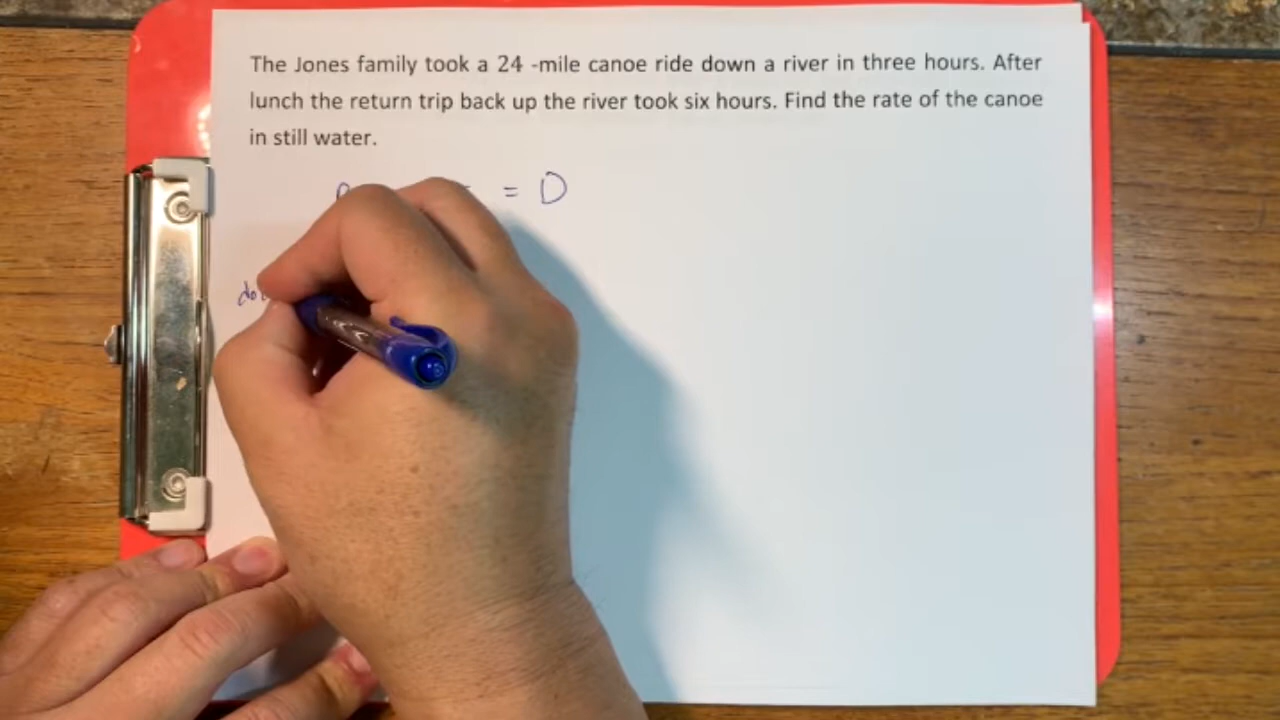 The Jones family took a 24 -mile canoe ride down a river in three hours. After
lunch the return trip back up the river took six hours. Find the rate of the canoe
in still water.
= D